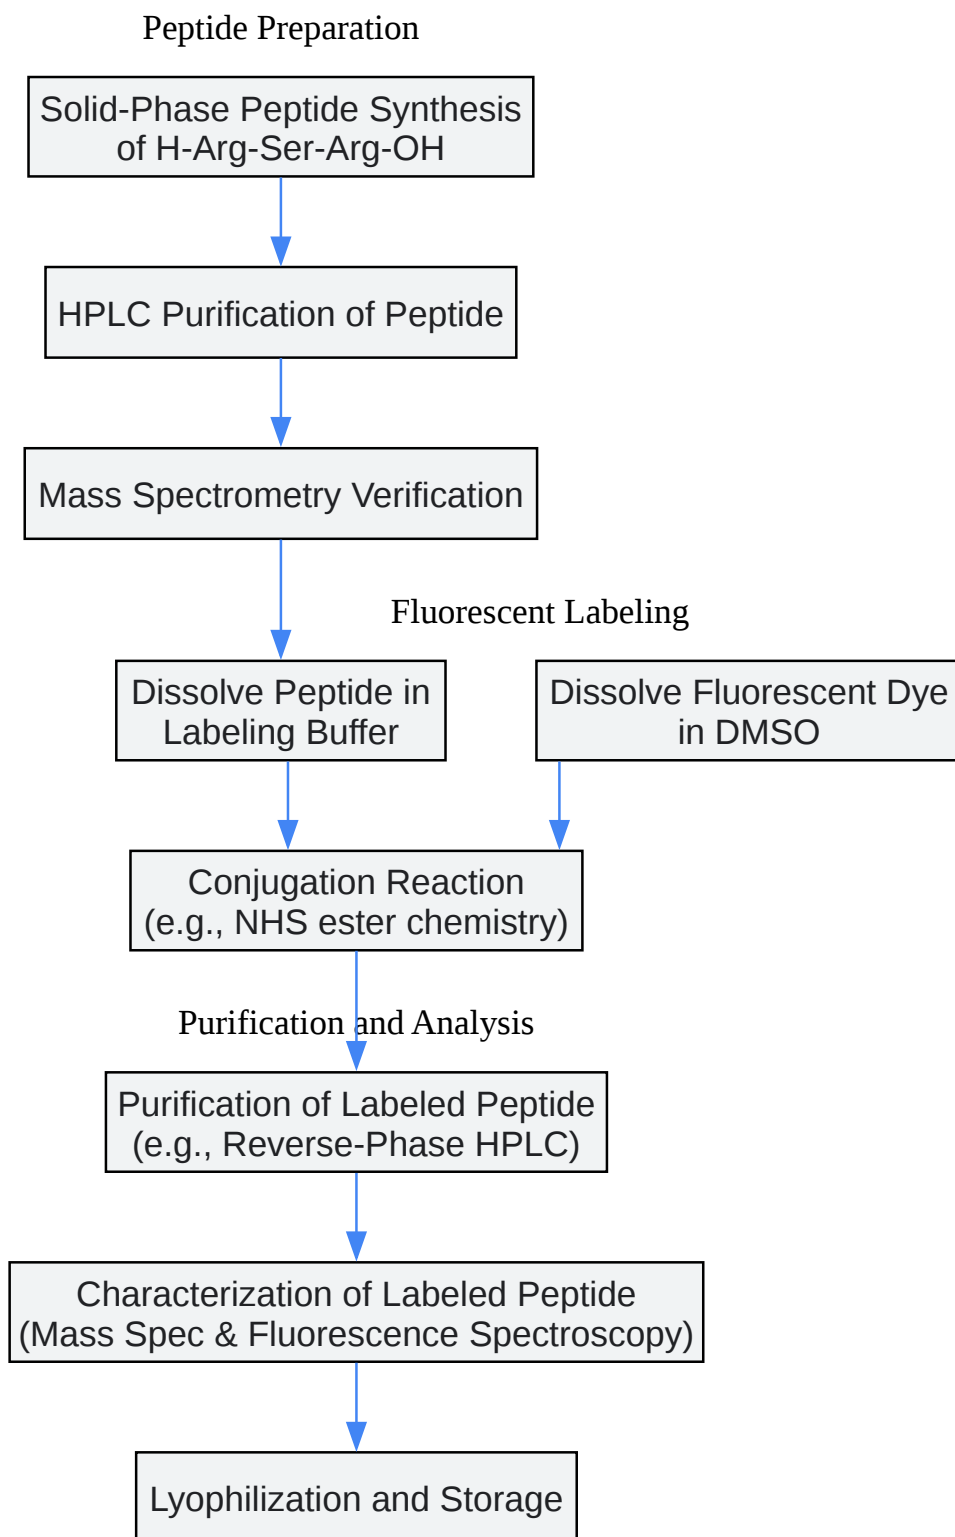 Peptide Preparation
Solid-Phase Peptide Synthesis
of H-Arg-Ser-Arg-OH
HPLC Purification of Peptide
Mass Spectrometry Verification
Fluorescent Labeling
Dissolve Peptide in
Labeling Buffer
Dissolve Fluorescent Dye
in DMSO
Conjugation Reaction
(e.g., NHS ester chemistry)
Purification and Analysis
Purification of Labeled Peptide
(e.g., Reverse-Phase HPLC)
Characterization of Labeled Peptide
(Mass Spec & Fluorescence Spectroscopy)
Lyophilization and Storage